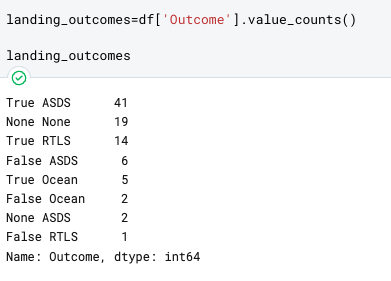 landing_outcomes=df['Outcome'].value_counts()
landing_outcomes
True ASDS      41
None None      19
True RTLS      14
False ASDS      6
True Ocean      5
False Ocean     2
None ASDS       2
False RTLS      1
Name: Outcome, dtype: int64